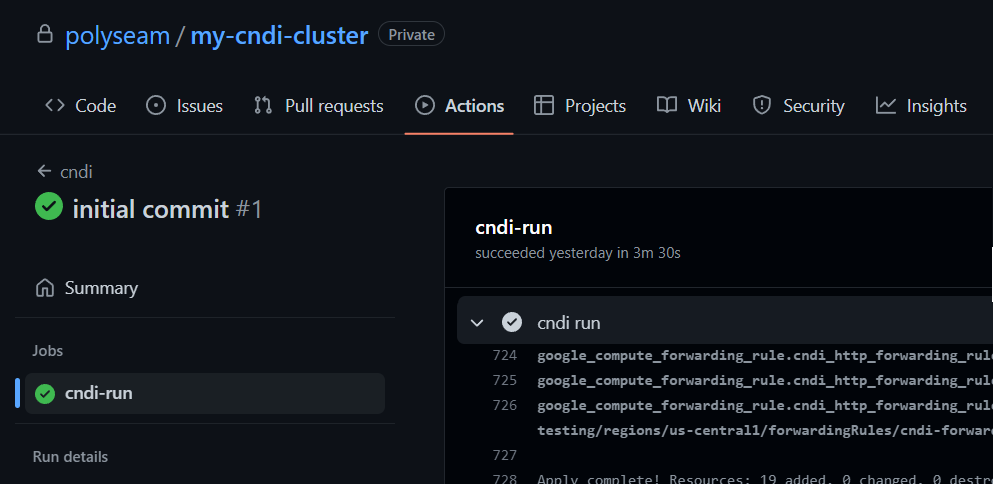 polyseam / my-cndi-cluster Private
Code Issues Pull requests Actions Projects Wiki Security Insights
← cndi
initial commit #1
Summary
Jobs
cndi-run
Run details
cndi-run
succeeded yesterday in 3m 30s
cndi run
724 google_compute_forwarding_rule.cndi_http_forwarding_rul
725 google_compute_forwarding_rule.cndi_http_forwarding_rul
726 google_compute_forwarding_rule.cndi_http_forwarding_rul
testing/regions/us-central1/forwardingRules/cndi-forwar
727
728 Apply complete! Resources: 19 added, 0 changed, 0 destr